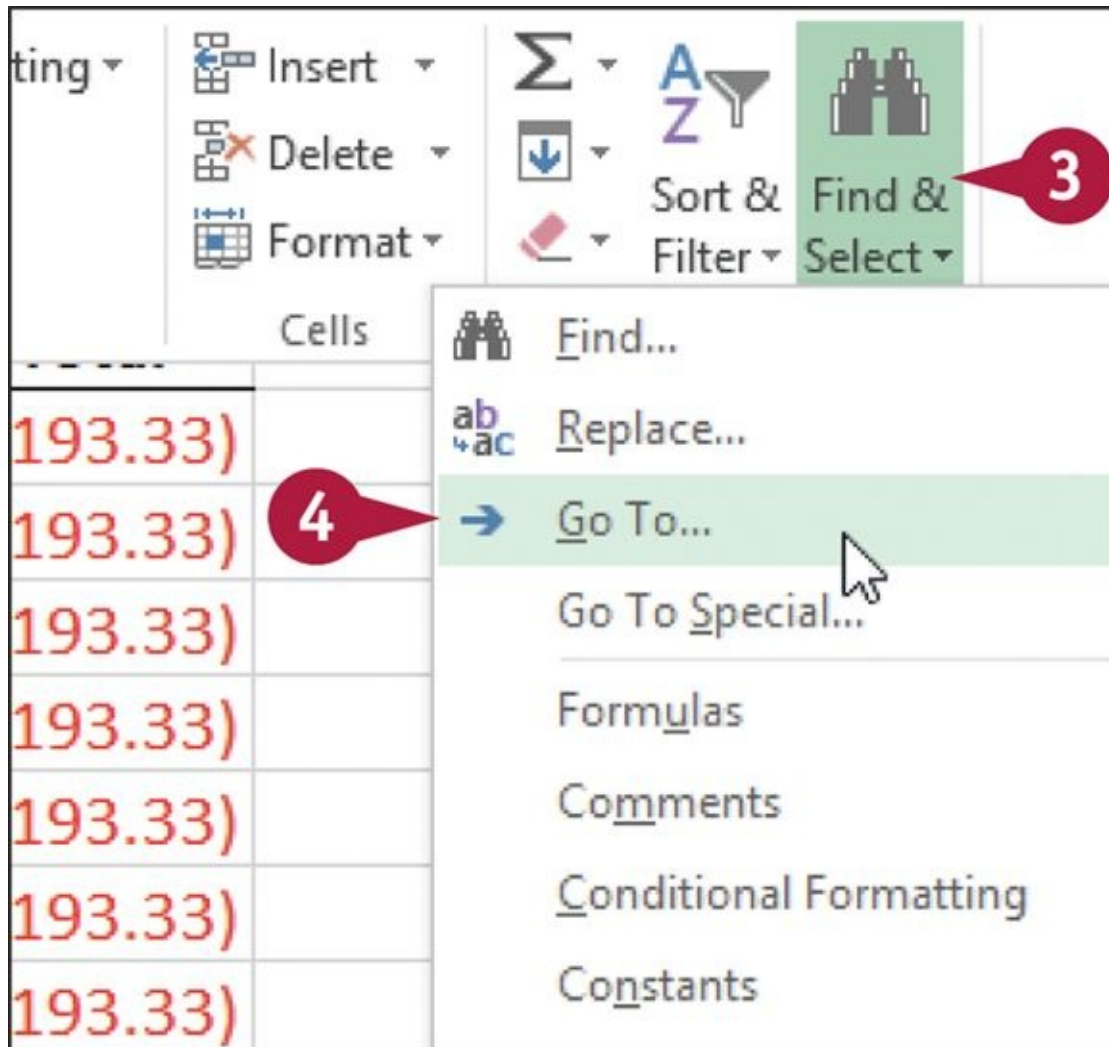 ting
Insert
Delete
Format
Cells
Sort &
Filter
Find &
Select
3
Find...
Replace...
4
Go To...
Go To Special...
Formulas
Comments
Conditional Formatting
Constants
193.33)
193.33)
193.33)
193.33)
193.33)
193.33)
193.33)